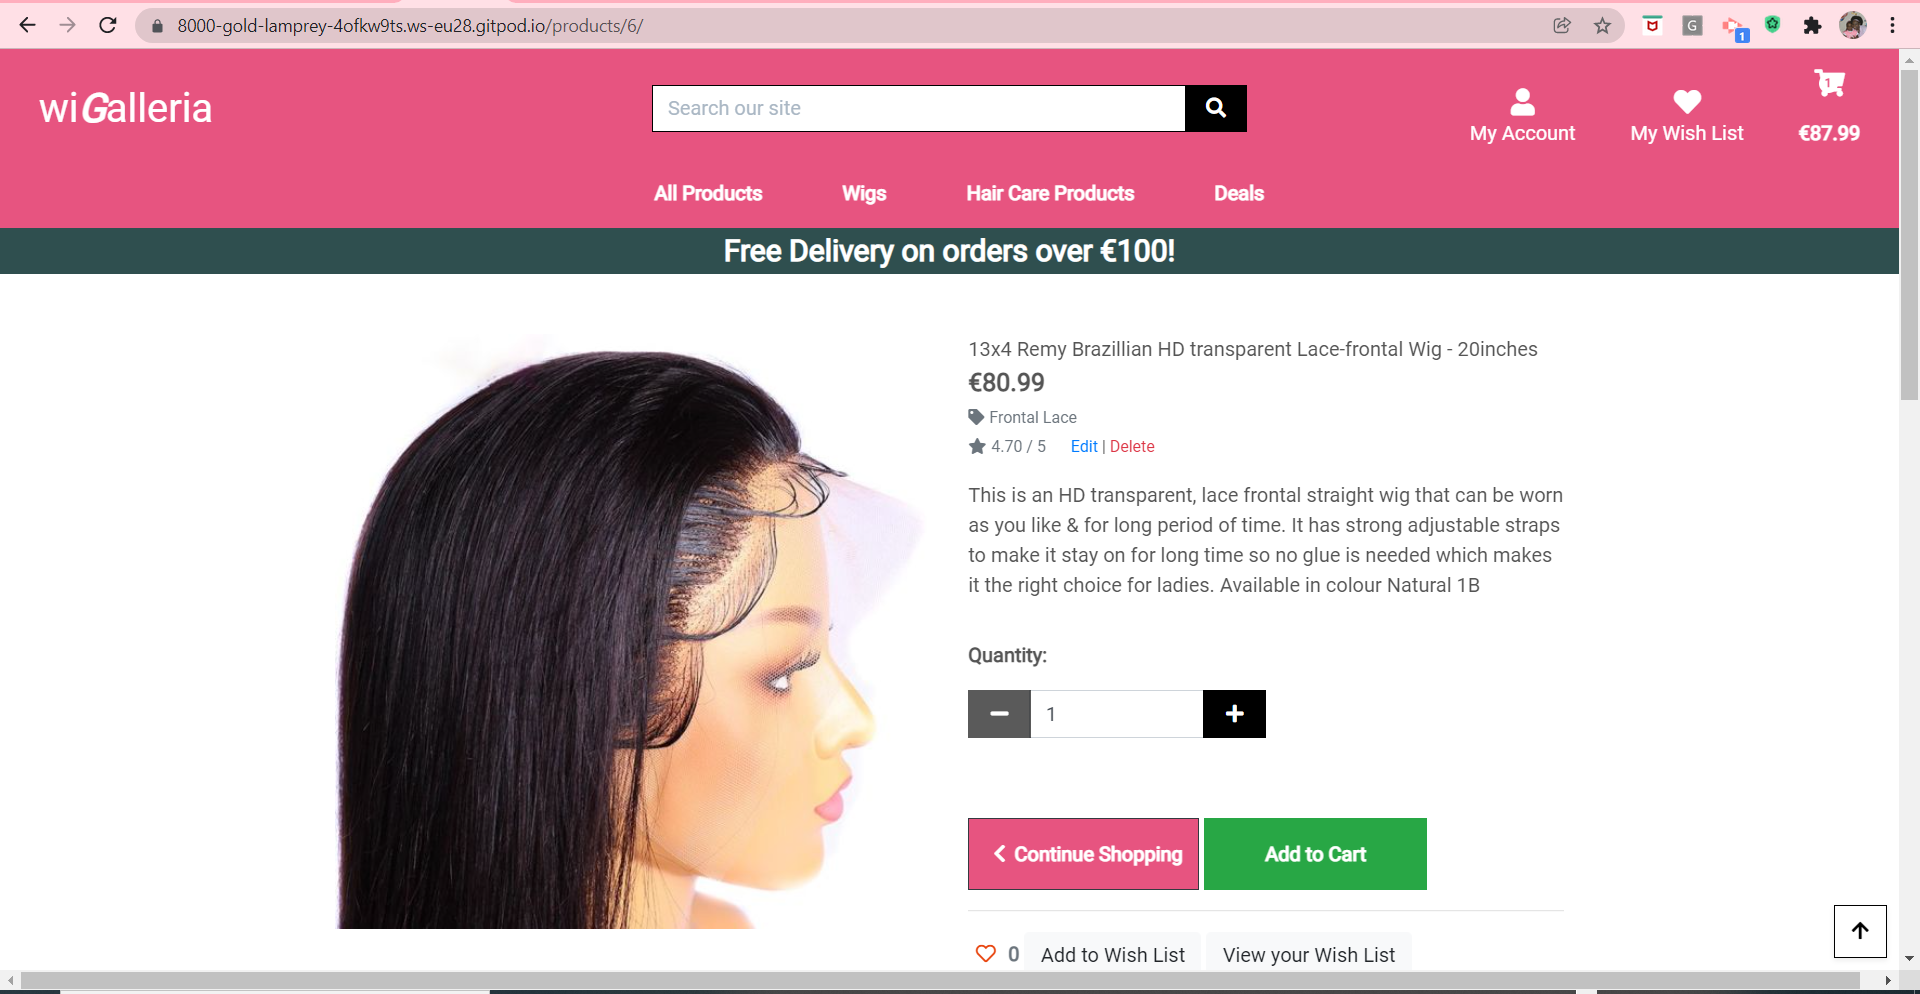 8000-gold-lamprey-4ofkw9ts.ws-eu28.gitpod.io/products/6/
G
1
wiGalleria
Search our site
My Account
My Wish List
1
€87.99
All Products
Wigs
Hair Care Products
Deals
Free Delivery on orders over €100!
13x4 Remy Brazillian HD transparent Lace-frontal Wig - 20inches
€80.99
Frontal Lace
4.70 / 5 Edit | Delete
This is an HD transparent, lace frontal straight wig that can be worn
as you like & for long period of time. It has strong adjustable straps
to make it stay on for long time so no glue is needed which makes
it the right choice for ladies. Available in colour Natural 1B
Quantity:
1
Continue Shopping
Add to Cart
0
Add to Wish List
View your Wish List